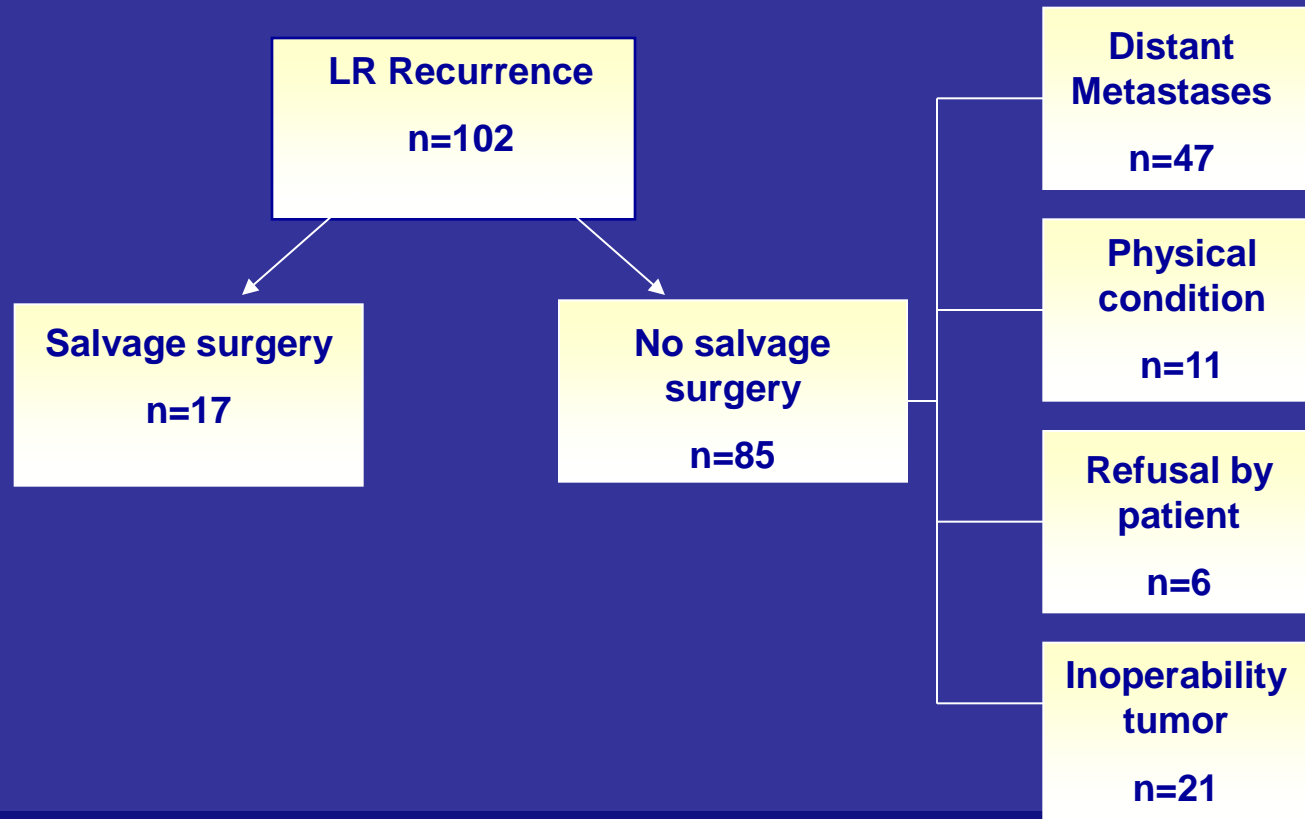 LR Recurrence
n=102
Salvage surgery
n=17
No salvage
surgery
n=85
Distant
Metastases
n=47
Physical
condition
n=11
Refusal by
patient
n=6
Inoperability
tumor
n=21